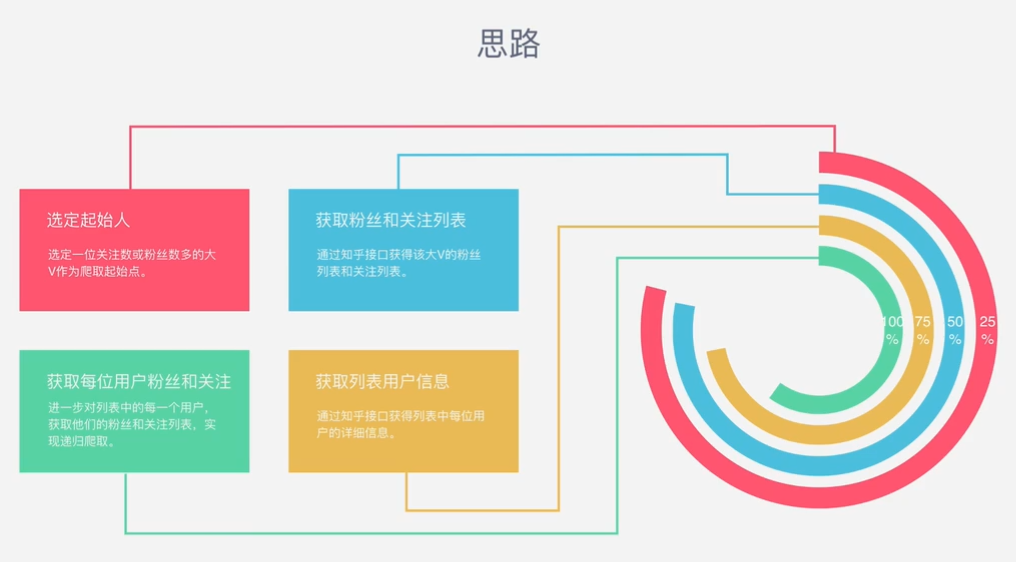 思路
选定起始人
选定一位关注数或粉丝数多的大
V作为爬取起始点。
获取粉丝和关注列表
通过知乎接口获得该大V的粉丝
列表和关注列表。
获取每位用户粉丝和关注
进一步对列表中的每一个用户，
获取他们的粉丝和关注列表，实
现递归爬取。
获取列表用户信息
通过知乎接口获得列表中每位用
户的详细信息。
100
%
75
%
50
%
25
%